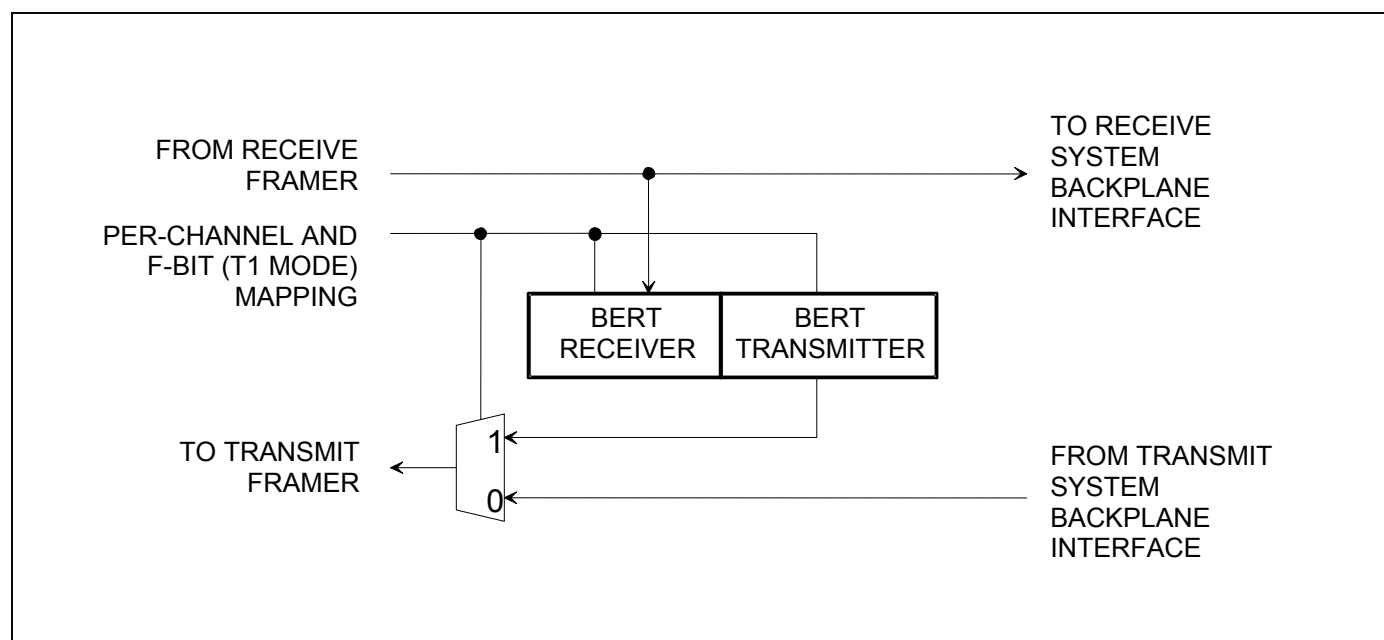 FROM RECEIVE
FRAMER
TO RECEIVE
SYSTEM
BACKPLANE
INTERFACE
PER-CHANNEL AND
F-BIT (T1 MODE)
MAPPING
BERT
RECEIVER
BERT
TRANSMITTER
TO TRANSMIT
FRAMER
1
0
FROM TRANSMIT
SYSTEM
BACKPLANE
INTERFACE